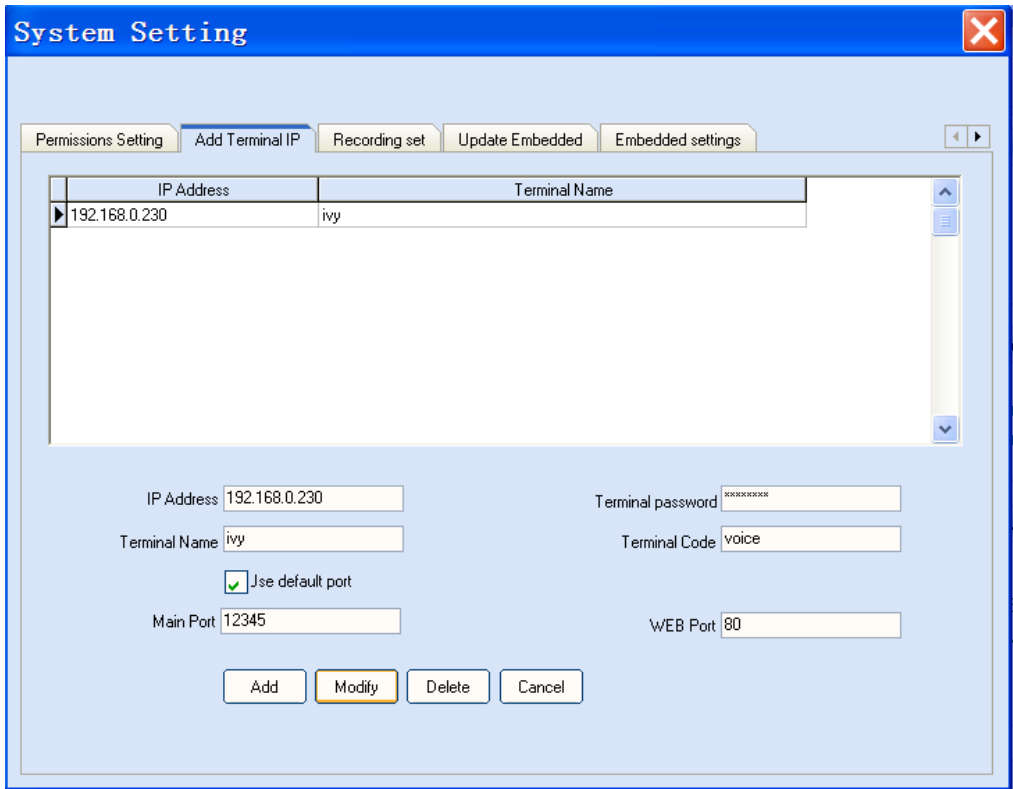 System Setting
Permissions Setting Add Terminal IP Recording set Update Embedded Embedded settings
IP Address Terminal Name
192.168.0.230 ivy
IP Address 192.168.0.230 Terminal password ********
Terminal Name ivy Terminal Code voice
Jse default port
Main Port 12345 WEB Port 80
Add Modify Delete Cancel